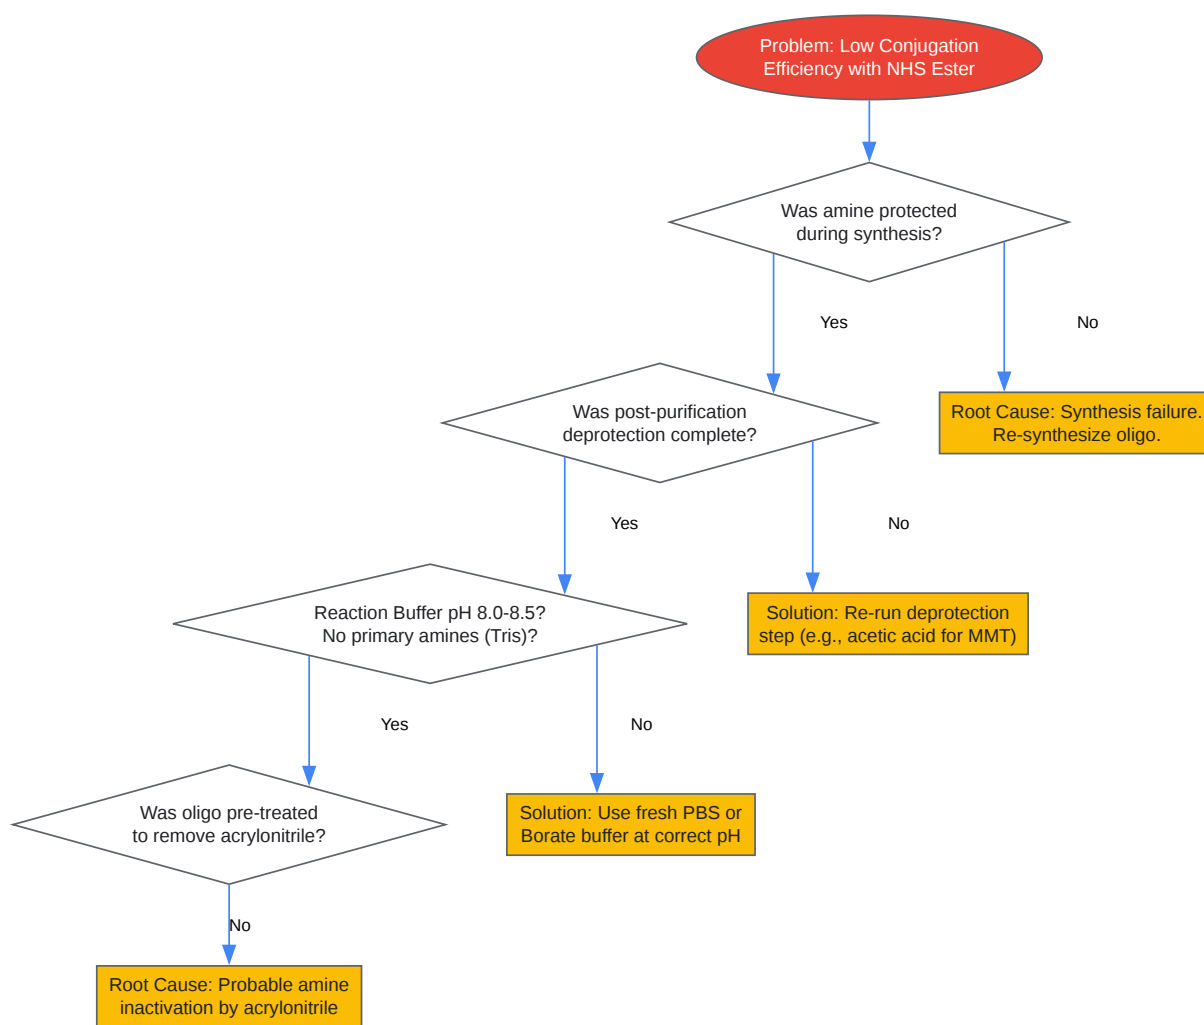 Problem: Low Conjugation
Efficiency with NHS Ester
Was amine protected
during synthesis?
Yes
No
Was post-purification
deprotection complete?
Root Cause: Synthesis failure.
Re-synthesize oligo.
Yes
No
Reaction Buffer pH 8.0-8.5?
No primary amines (Tris)?
Solution: Re-run deprotection
step (e.g., acetic acid for MMT)
Yes
No
Was oligo pre-treated
to remove acrylonitrile?
Solution: Use fresh PBS or
Borate buffer at correct pH
No
Root Cause: Probable amine
inactivation by acrylonitrile